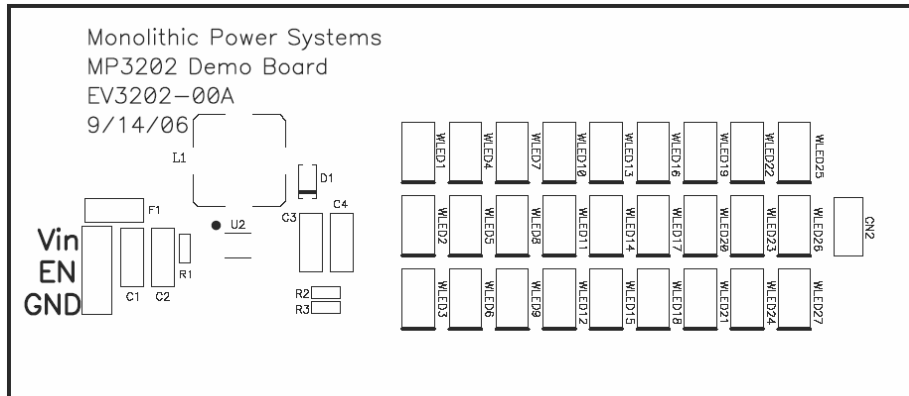 Monolithic Power Systems
MP3202 Demo Board
EV3202-00A
9/14/06
L1
D1
F1
U2
C3
C4
Vin
EN
GND
C1
C2
R1
R2
R3
WLED1
WLED4
WLED7
WLED10
WLED13
WLED16
WLED19
WLED22
WLED25
WLED2
WLED5
WLED8
WLED11
WLED14
WLED17
WLED20
WLED23
WLED26
CN2
WLED3
WLED6
WLED9
WLED12
WLED15
WLED18
WLED21
WLED24
WLED27